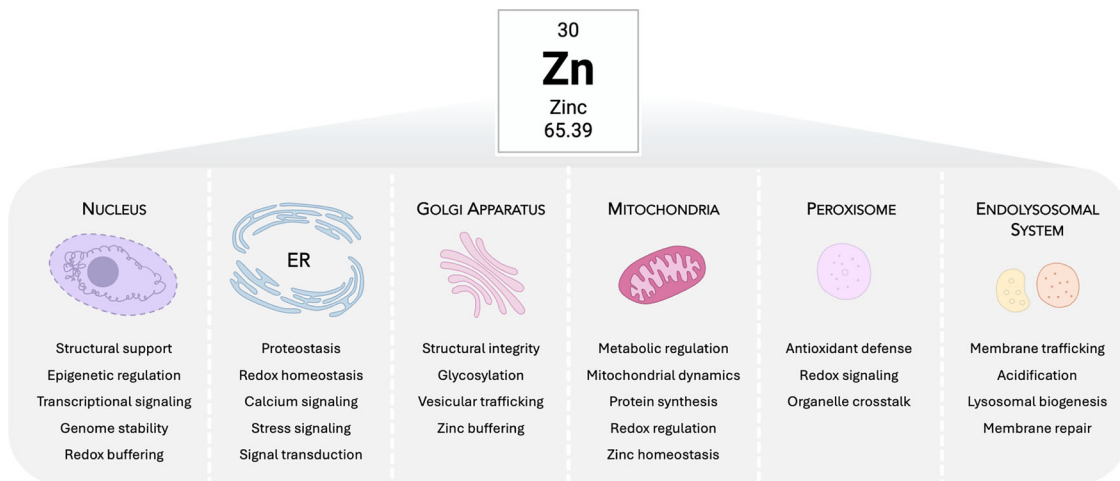 30
Zn
Zinc
65.39
NUCLEUS
Structural support
Epigenetic regulation
Transcriptional signaling
Genome stability
Redox buffering
ER
Proteostasis
Redox homeostasis
Calcium signaling
Stress signaling
Signal transduction
GOLGI APPARATUS
Structural integrity
Glycosylation
Vesicular trafficking
Zinc buffering
MITOCHONDRIA
Metabolic regulation
Mitochondrial dynamics
Protein synthesis
Redox regulation
Zinc homeostasis
PEROXISOME
Antioxidant defense
Redox signaling
Organelle crosstalk
ENDOLYSOSOMAL
SYSTEM
Membrane trafficking
Acidification
Lysosomal biogenesis
Membrane repair